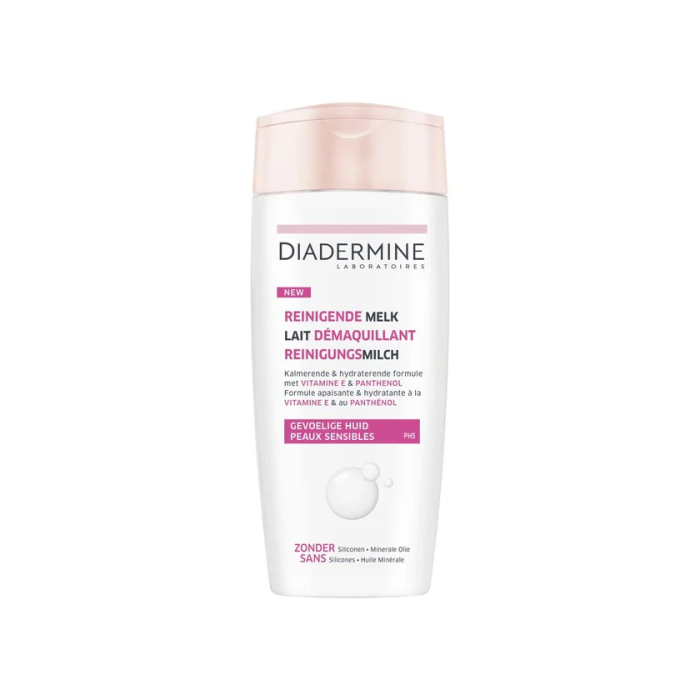 DIADERMINE
LABORATOIRES
NEW
REINIGENDE MELK
LAIT DÉMAQUILLANT
REINIGUNGSMILCH
Kalmerende & hydraterende formule
met VITAMINE E & PANTHENOL
Formule apaisante & hydratante à la
VITAMINE E & au PANTHÉNOL
GEVOELIGE HUID
PEAUX SENSIBLES PH5
ZONDER Siliconen • Minerale Olie
SANS Silicones • Huile Minérale